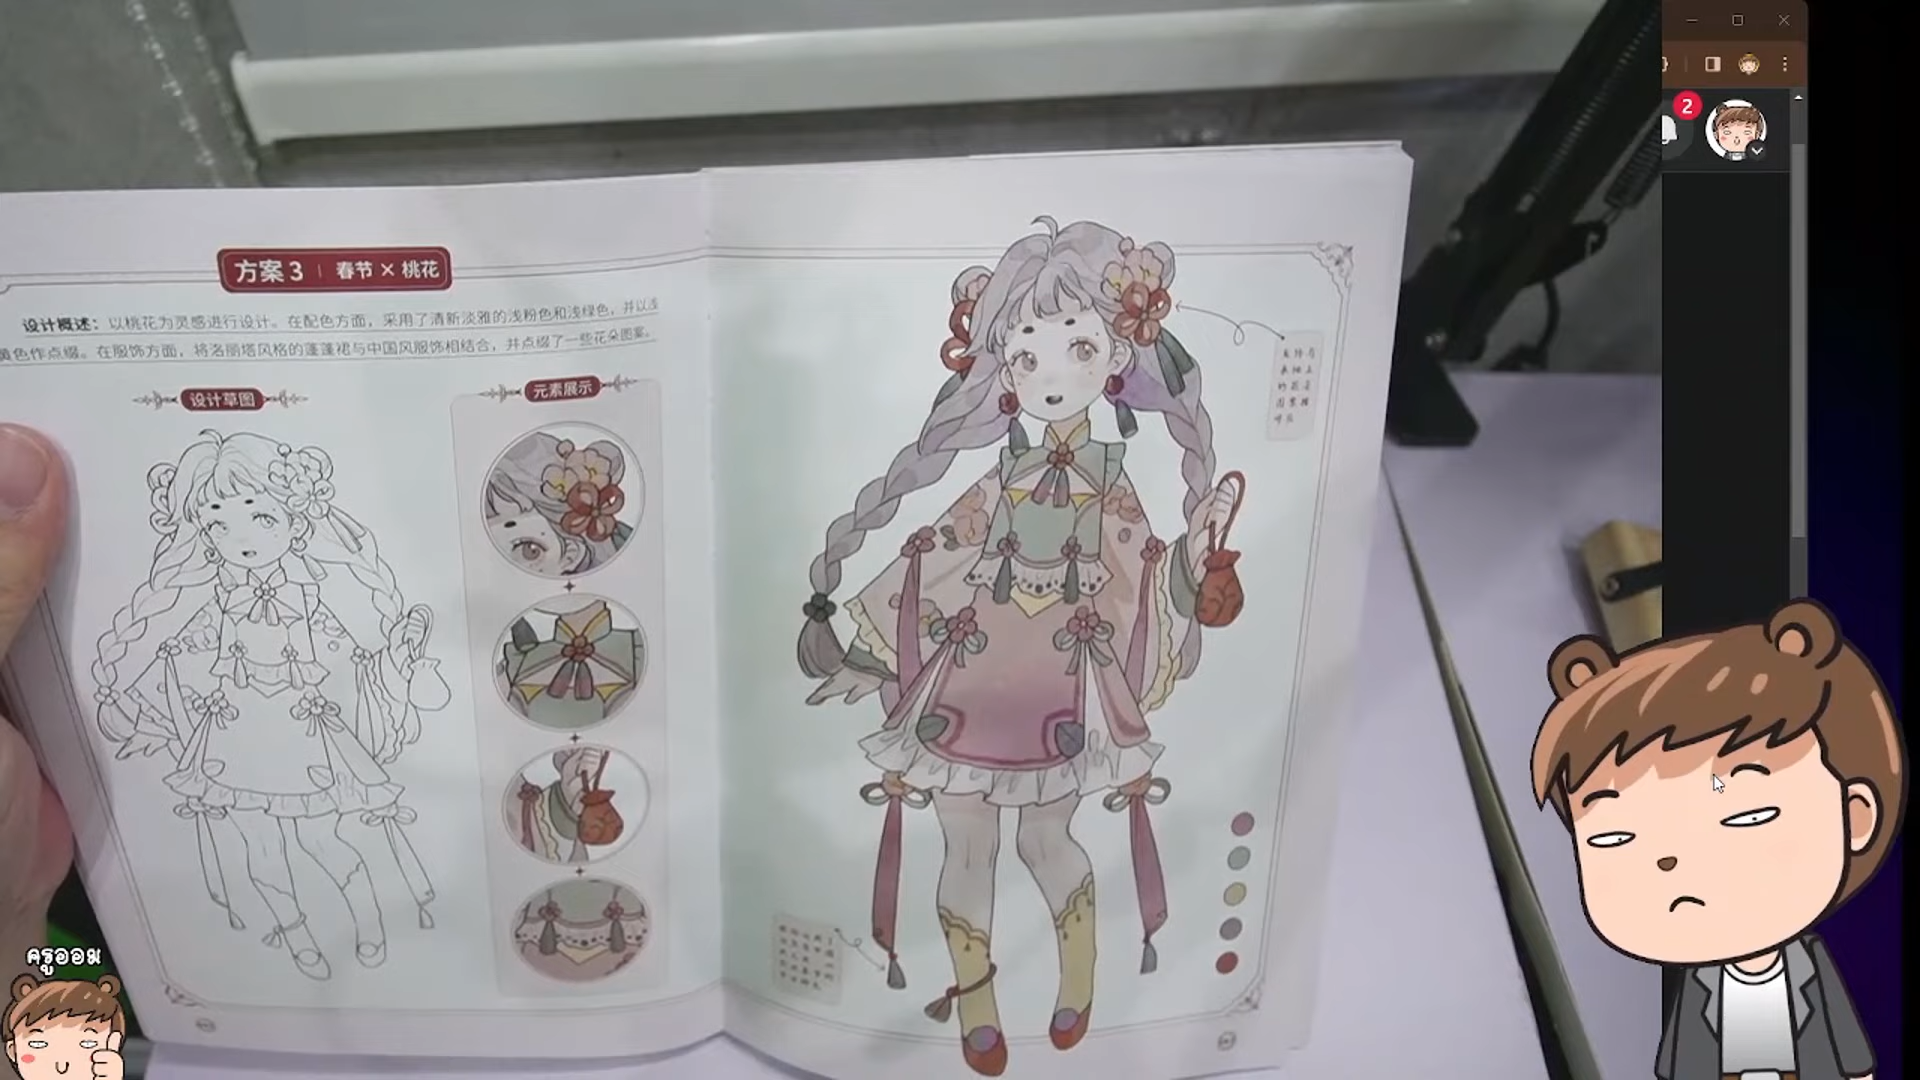 方案3 | 春节×桃花
设计概述：以桃花为灵感进行设计。在配色方面，采用了清新淡雅的浅粉色和浅绿色，并以浅
黄色作点缀。在服饰方面，将洛丽塔风格的蓬蓬裙与中国风服饰相结合，并点缀了一些花朵图案。
设计草图
元素展示
2
ครูออม